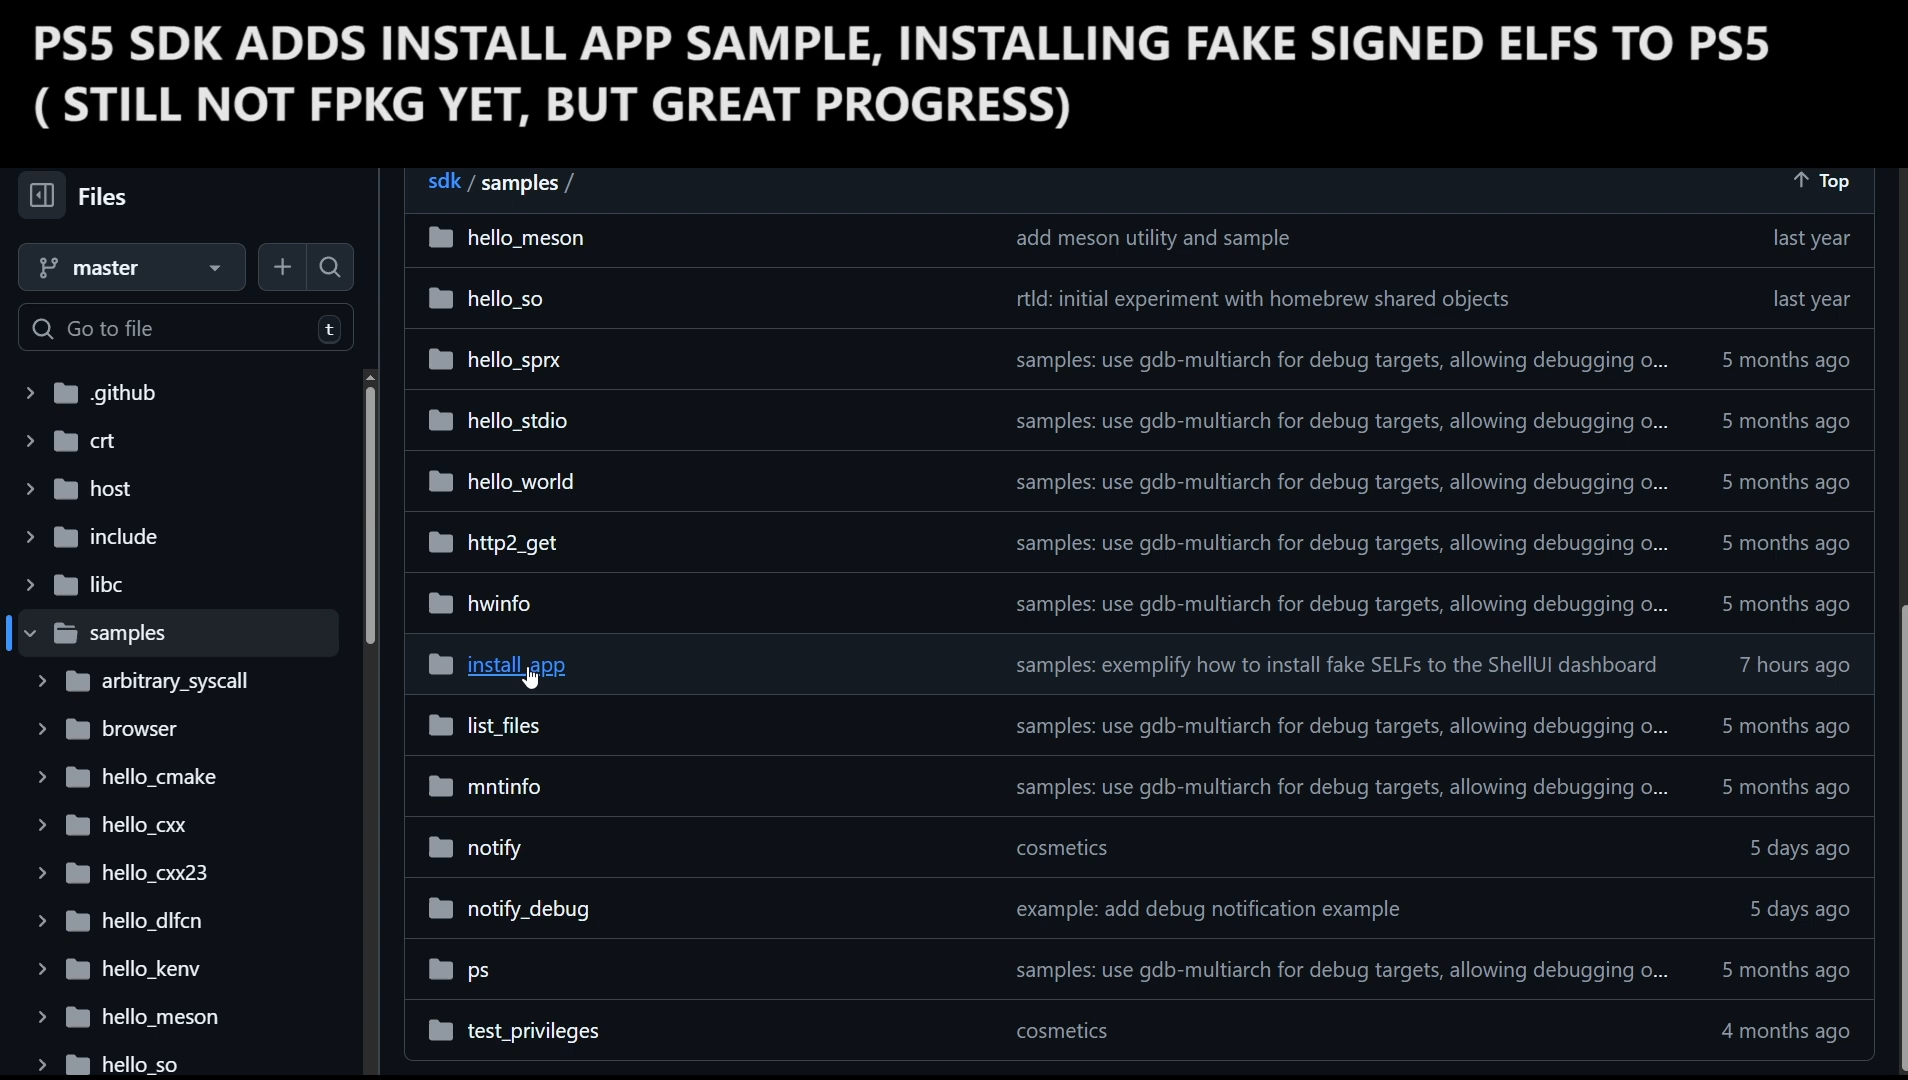 PS5 SDK ADDS INSTALL APP SAMPLE, INSTALLING FAKE SIGNED ELFS TO PS5
( STILL NOT FPKG YET, BUT GREAT PROGRESS)
Files
master
Go to file
t
.github
crt
host
include
libc
samples
arbitrary_syscall
browser
hello_cmake
hello_cxx
hello_cxx23
hello_dlfcn
hello_kenv
hello_meson
hello_so
sdk / samples /
Top
hello_meson add meson utility and sample last year
hello_so rtld: initial experiment with homebrew shared objects last year
hello_sprx samples: use gdb-multiarch for debug targets, allowing debugging o... 5 months ago
hello_stdio samples: use gdb-multiarch for debug targets, allowing debugging o... 5 months ago
hello_world samples: use gdb-multiarch for debug targets, allowing debugging o... 5 months ago
http2_get samples: use gdb-multiarch for debug targets, allowing debugging o... 5 months ago
hwinfo samples: use gdb-multiarch for debug targets, allowing debugging o... 5 months ago
install_app samples: exemplify how to install fake SELFs to the ShellUI dashboard 7 hours ago
list_files samples: use gdb-multiarch for debug targets, allowing debugging o... 5 months ago
mntinfo samples: use gdb-multiarch for debug targets, allowing debugging o... 5 months ago
notify cosmetics 5 days ago
notify_debug example: add debug notification example 5 days ago
ps samples: use gdb-multiarch for debug targets, allowing debugging o... 5 months ago
test_privileges cosmetics 4 months ago